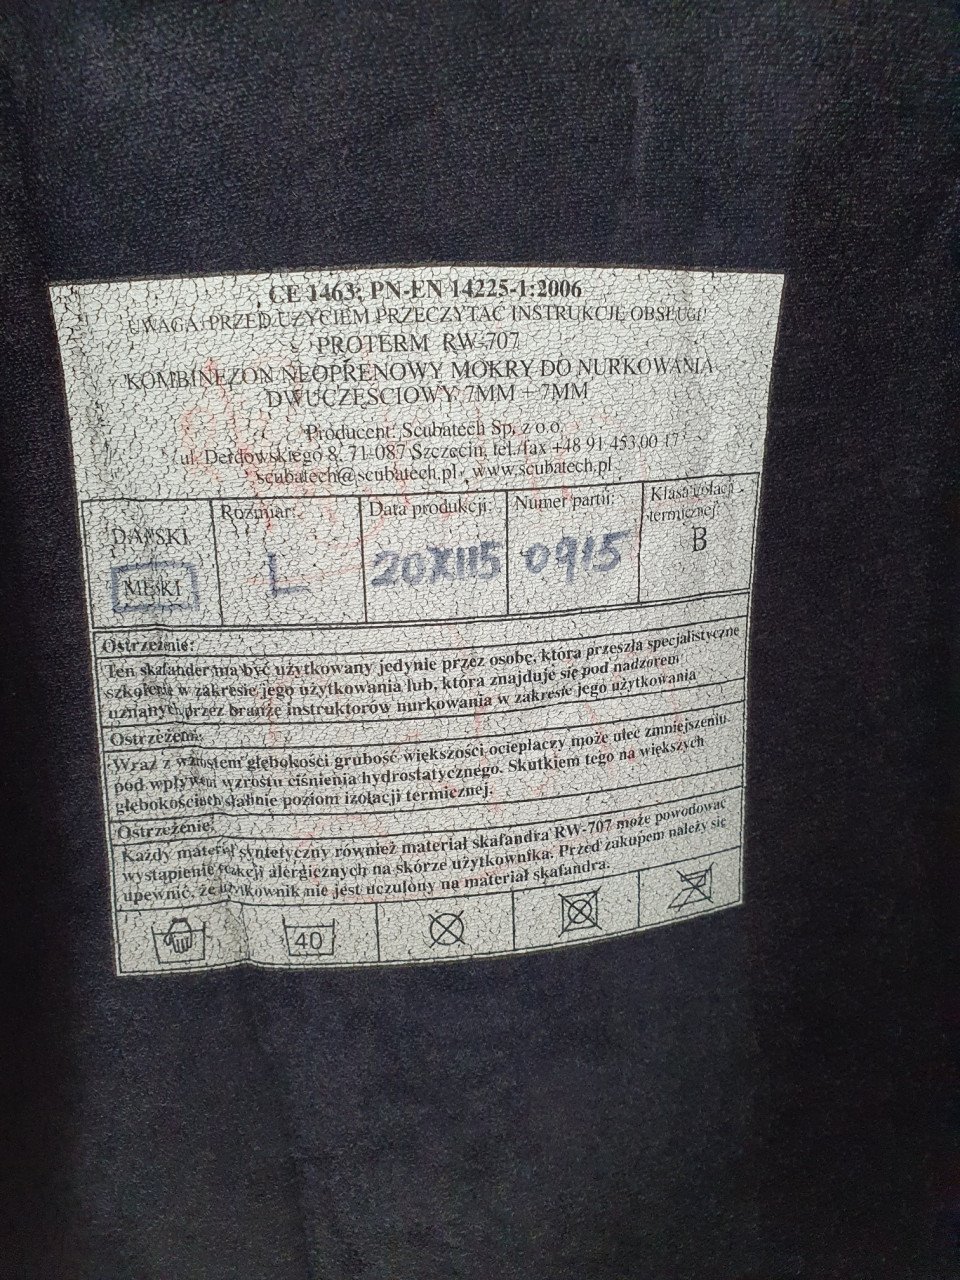 CE 1463; PN-EN 14225-1:2006
UWAGA: PRZED UŻYCIEM PRZECZYTAĆ INSTRUKCJĘ OBSŁUGI!
PROTERM RW-707
KOMBINEZON NEOPRENOWY MOKRY DO NURKOWANIA
DWUCZĘŚCIOWY 7MM + 7MM
Producent: Scubatech Sp. z o.o.
ul. Derdowskiego 8, 71-087 Szczecin, tel./fax +48 91 453 00 17
scubatech@scubatech.pl, www.scubatech.pl
DAMSKI
MĘSKI
Rozmiar:
L
Data produkcji:
20XII15
Numer partii:
0915
Klasa izolacji
termicznej:
B
Ostrzeżenie:
Ten skafander ma być użytkowany jedynie przez osobę, która przeszła specjalistyczne
szkolenie w zakresie jego użytkowania lub, która znajduje się pod nadzorem
uznanych przez branżę instruktorów nurkowania w zakresie jego użytkowania
Ostrzeżenie:
Wraz z wzrostem głębokości grubość większości ocieplaczy może ulec zmniejszeniu
pod wpływem wzrostu ciśnienia hydrostatycznego. Skutkiem tego na większych
głębokościach słabnie poziom izolacji termicznej.
Ostrzeżenie:
Każdy materiał syntetyczny również materiał skafandra RW-707 może powodować
wystąpienie reakcji alergicznych na skórze użytkownika. Przed zakupem należy się
upewnić, że użytkownik nie jest uczulony na materiał skafandra.
40